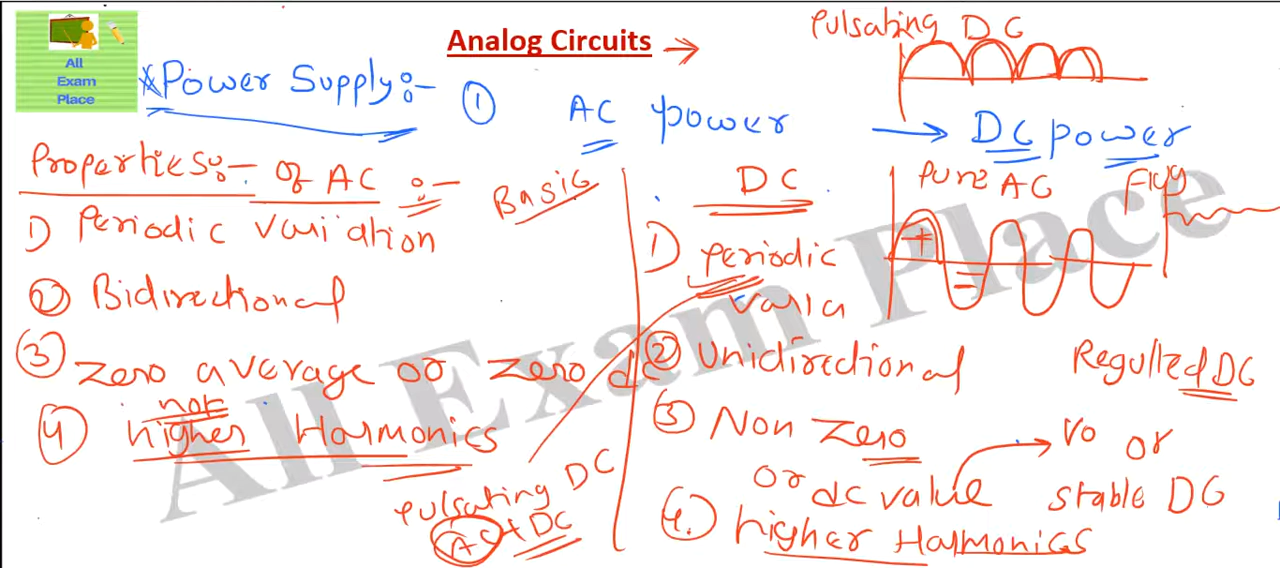 All
Exam
Place
Analog Circuits →
Pulsating DC
*Power Supply:- ① AC power → DC power
Properties:- of AC :-
Basic
1) Periodic variation
② Bidirectional
③ Zero average or zero dc
not
④ higher Harmonics
Pulsating DC
AC + DC
DC
1) Periodic
varia
② Unidirectional
③ Non Zero
or dc value → Vo
④. higher Harmonics
Pure AC
+
-
Regulled DC
or
stable DC
All Exam Place